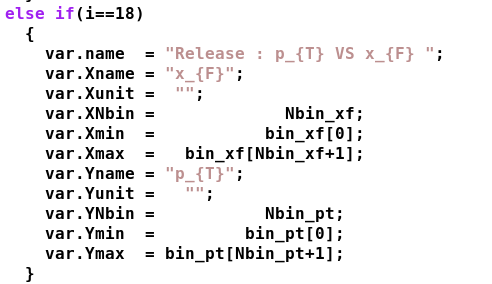 else if(i==18)
  {
    var.name  = "Release : p_{T} VS x_{F} ";
    var.Xname = "x_{F}";
    var.Xunit =  "";
    var.XNbin =             Nbin_xf;
    var.Xmin  =           bin_xf[0];
    var.Xmax  =   bin_xf[Nbin_xf+1];
    var.Yname = "p_{T}";
    var.Yunit =   "";
    var.YNbin =           Nbin_pt;
    var.Ymin  =         bin_pt[0];
    var.Ymax  = bin_pt[Nbin_pt+1];
  }